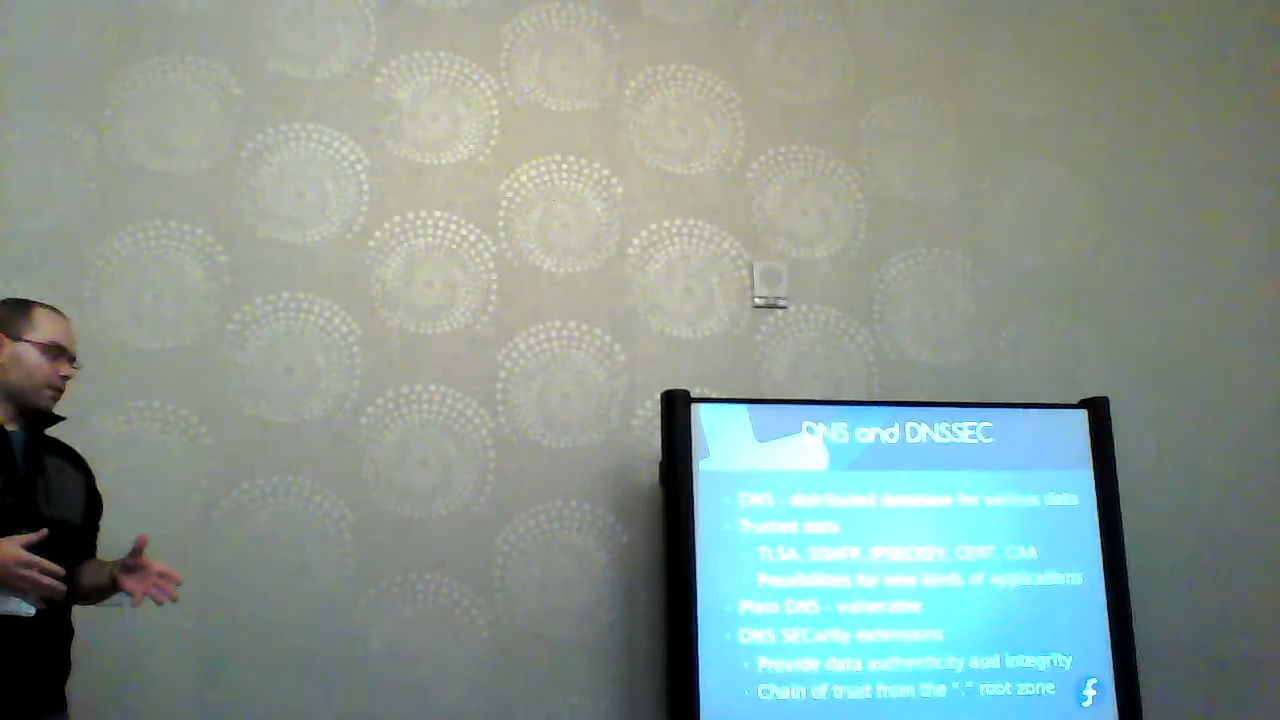 DNS and DNSSEC
DNS - distributed database for various data
Trusted data
TLSA, SSHFP, IPSECKEY, CERT, CAA
Possibilities for new kinds of applications
Plain DNS - vulnerable
DNS SECurity extensions
Provide data authenticity and integrity
Chain of trust from the "." root zone